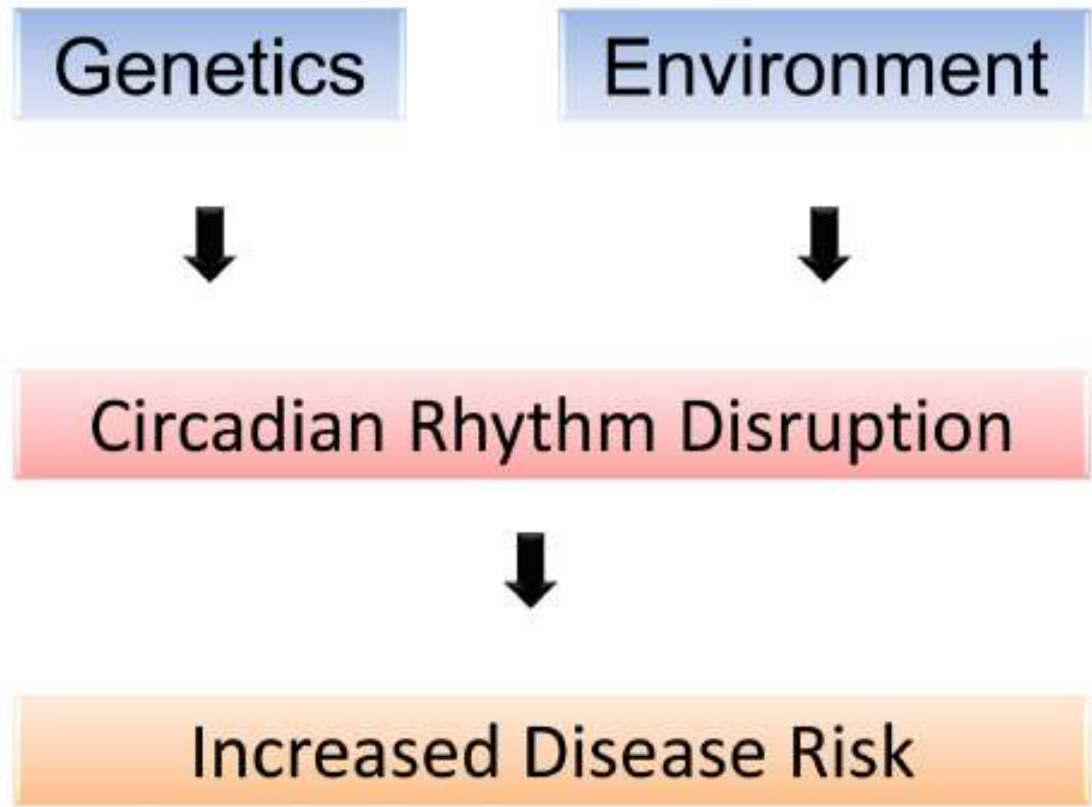 Genetics
Environment
Circadian Rhythm Disruption
Increased Disease Risk